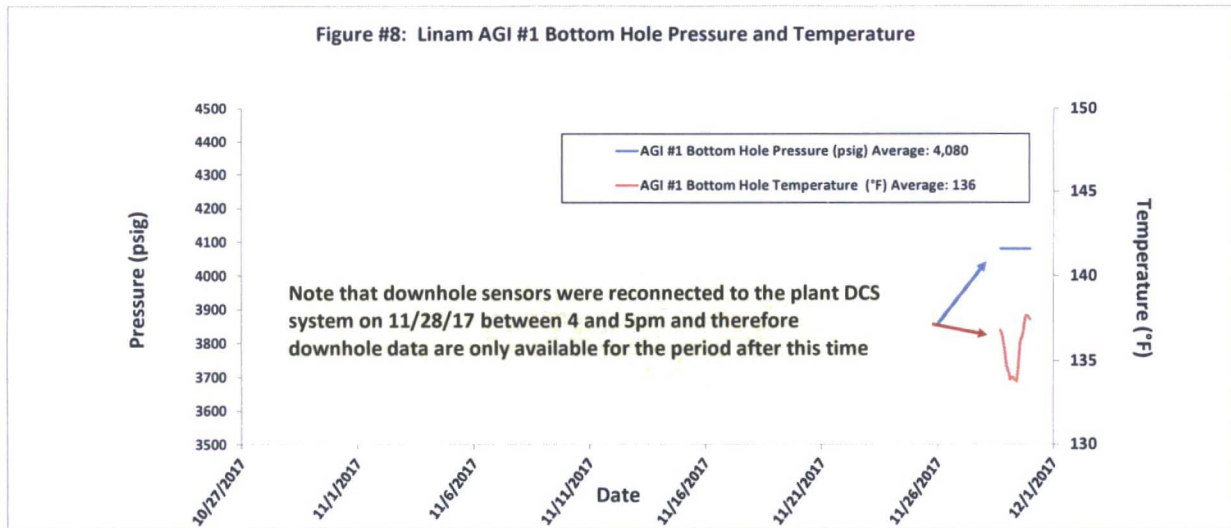 Figure #8: Linam AGI #1 Bottom Hole Pressure and Temperature
4500
4400
4300
4200
4100
4000
3900
3800
3700
3600
3500
Pressure (psig)
AGI #1 Bottom Hole Pressure (psig) Average: 4,080
AGI #1 Bottom Hole Temperature (°F) Average: 136
Note that downhole sensors were reconnected to the plant DCS
system on 11/28/17 between 4 and 5pm and therefore
downhole data are only available for the period after this time
150
145
140
135
130
Temperature (°F)
10/27/2017
11/1/2017
11/6/2017
11/11/2017
11/16/2017
11/21/2017
11/26/2017
12/1/2017
Date